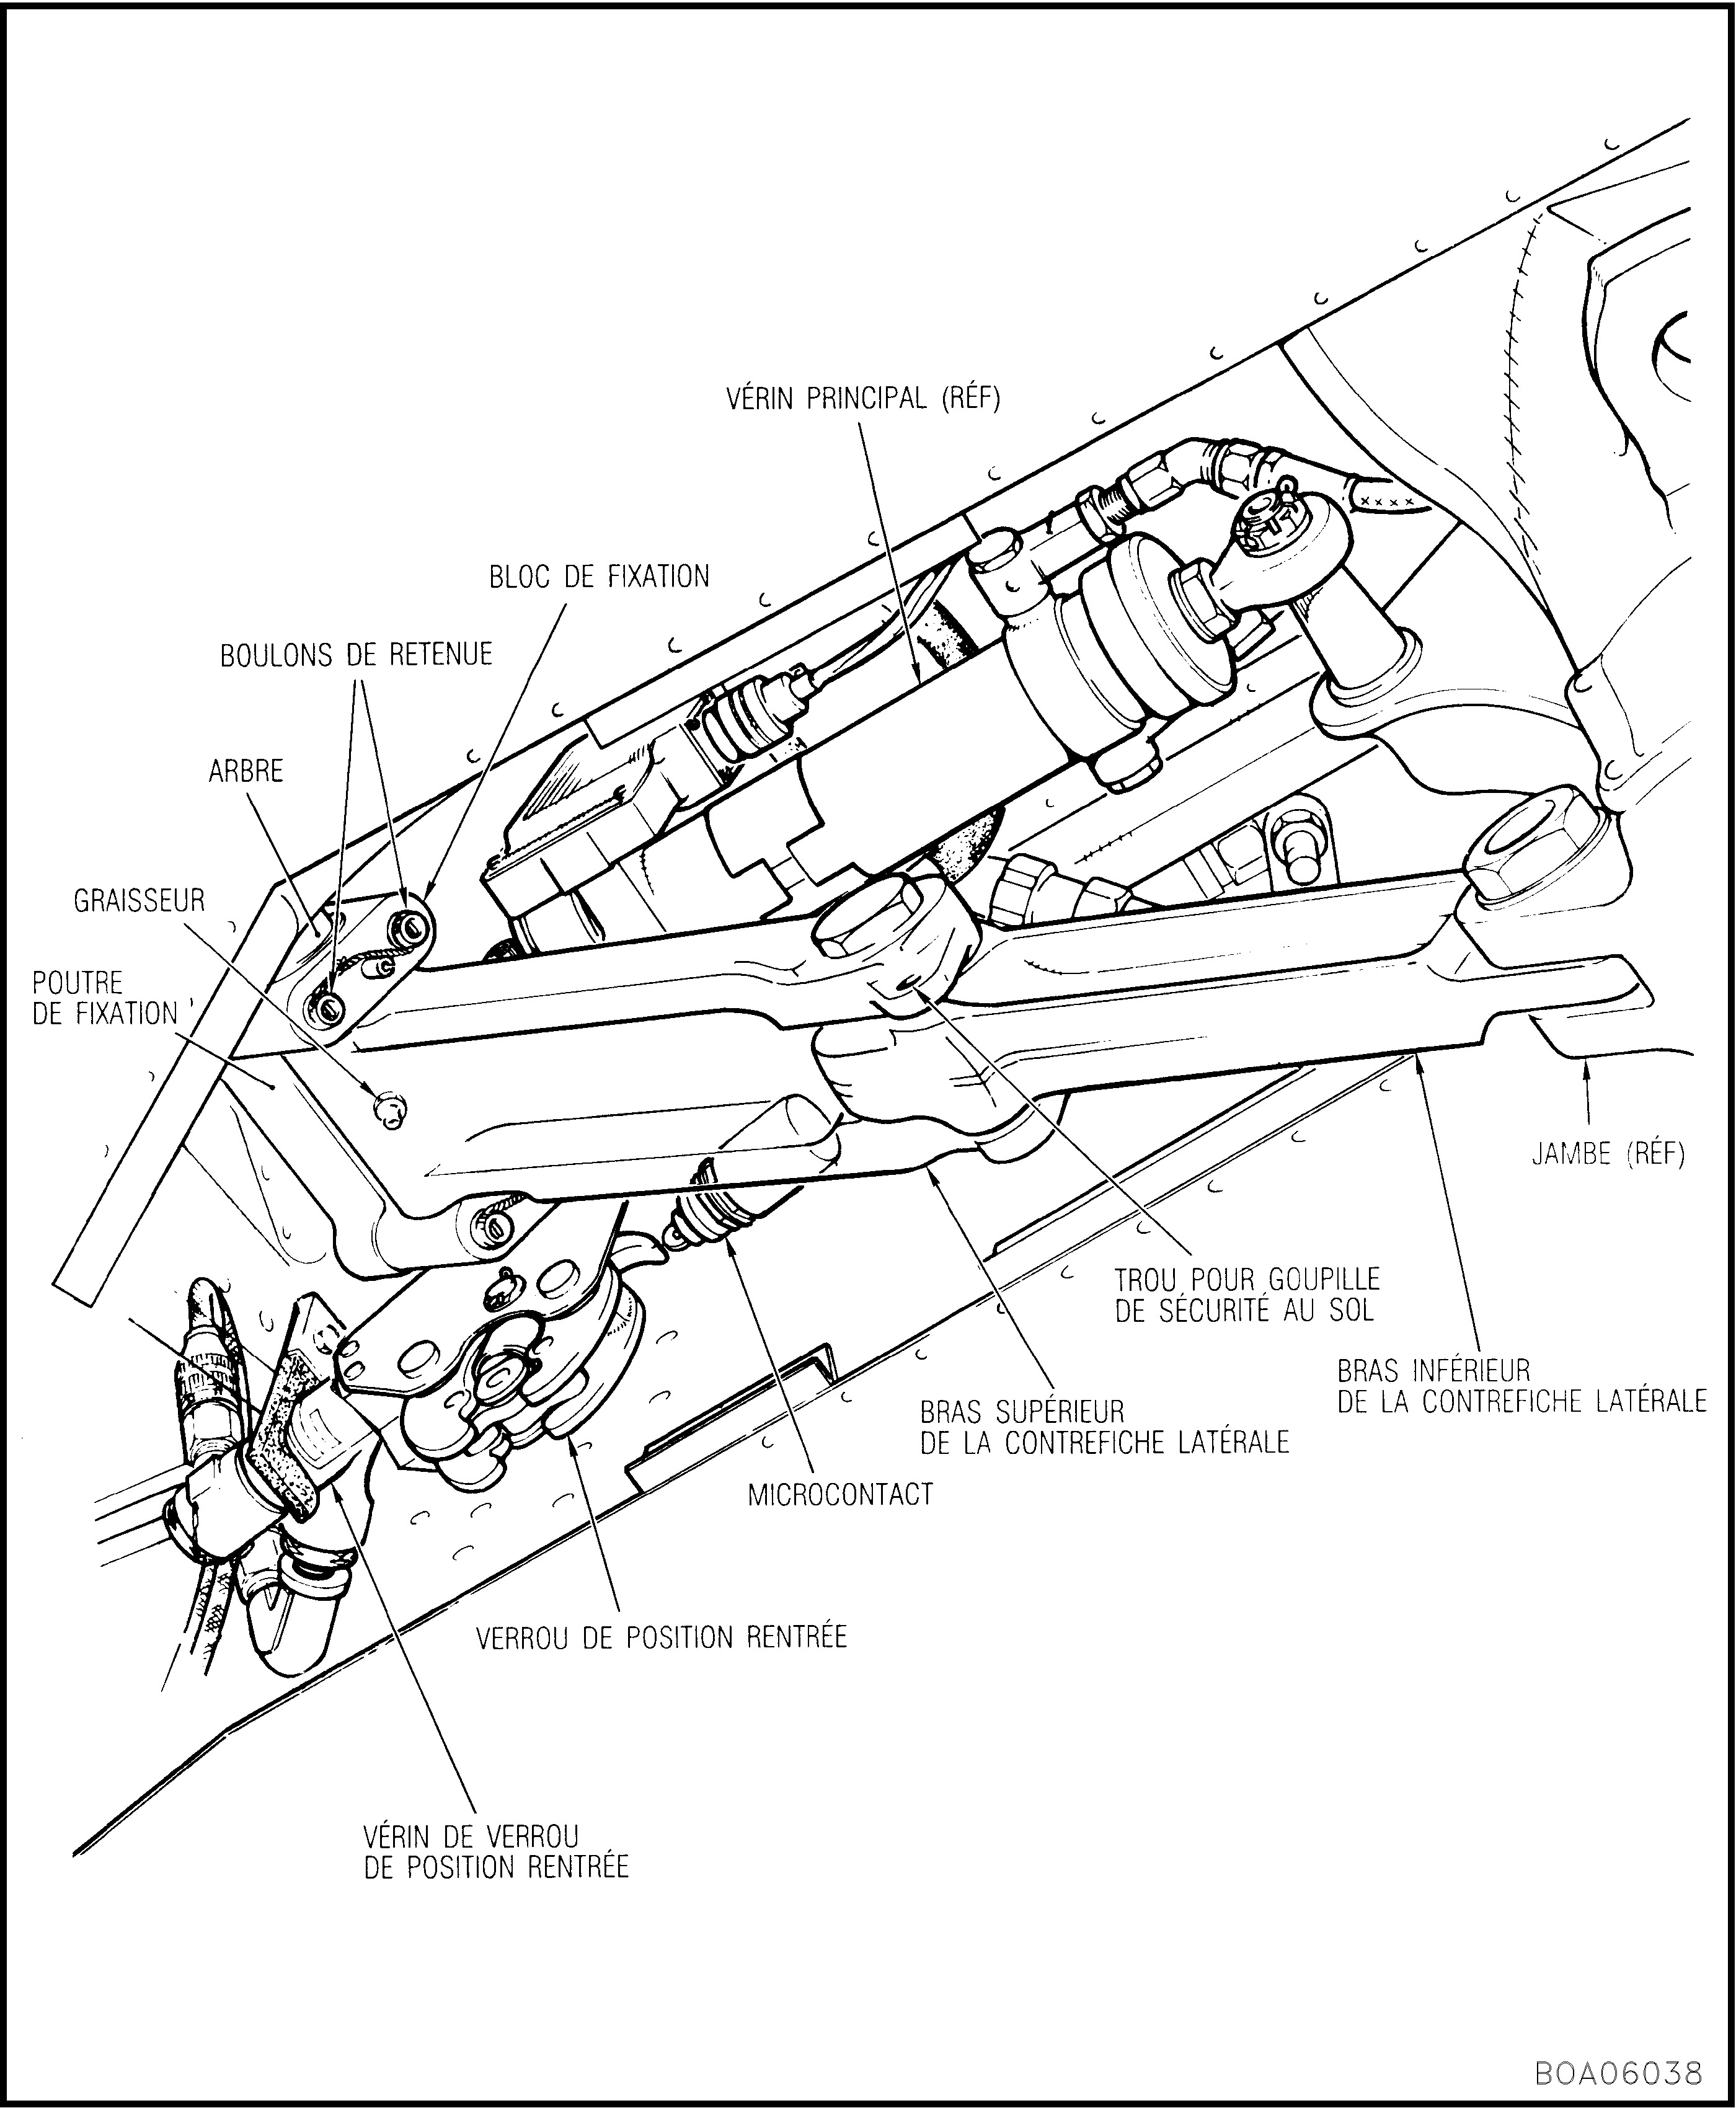 VÉRIN PRINCIPAL (RÉF)
BLOC DE FIXATION
BOULONS DE RETENUE
ARBRE
GRAISSEUR
POUTRE
DE FIXATION
JAMBE (RÉF)
TROU POUR GOUPILLE
DE SÉCURITÉ AU SOL
BRAS INFÉRIEUR
DE LA CONTREFICHE LATÉRALE
BRAS SUPÉRIEUR
DE LA CONTREFICHE LATÉRALE
MICROCONTACT
VERROU DE POSITION RENTRÉE
VÉRIN DE VERROU
DE POSITION RENTRÉE
BOA06038